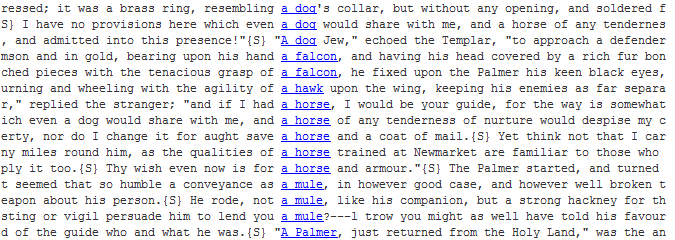 ressed; it was a brass ring, resembling a dog's collar, but without any opening, and soldered f
S} I have no provisions here which even a dog would share with me, and a horse of any tendernes
, and admitted into this presence!"{S} "A dog Jew," echoed the Templar, "to approach a defender
mson and in gold, bearing upon his hand a falcon, and having his head covered by a rich fur bon
ched pieces with the tenacious grasp of a falcon, he fixed upon the Palmer his keen black eyes,
urning and wheeling with the agility of a hawk upon the wing, keeping his enemies as far separa
r," replied the stranger; "and if I had a horse, I would be your guide, for the way is somewhat
ich even a dog would share with me, and a horse of any tenderness of nurture would despise my c
erty, nor do I change it for aught save a horse and a coat of mail.{S} Yet think not that I car
ny miles round him, as the qualities of a horse trained at Newmarket are familiar to those who
ply it too.{S} Thy wish even now is for a horse and armour."{S} The Palmer started, and turned
t seemed that so humble a conveyance as a mule, in however good case, and however well broken t
eapon about his person.{S} He rode, not a mule, like his companion, but a strong hackney for th
sting or vigil persuade him to lend you a mule?---l trow you might as well have told his favour
d of the guide who and what he was.{S} "A Palmer, just returned from the Holy Land," was the an